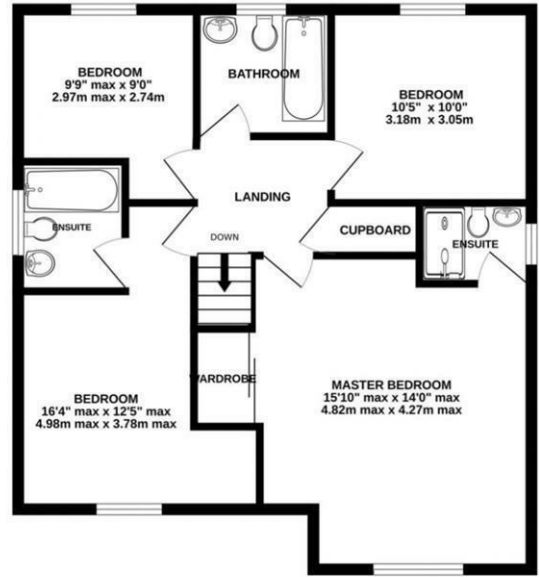 BEDROOM
9'9" max x 9'0"
2.97m max x 2.74m
BATHROOM
BEDROOM
10'5" x 10'0"
3.18m x 3.05m
LANDING
ENSUITE
CUPBOARD
DOWN
ENSUITE
WARDROBE
BEDROOM
16'4" max x 12'5" max
4.98m max x 3.78m max
MASTER BEDROOM
15'10" max x 14'0" max
4.82m max x 4.27m max